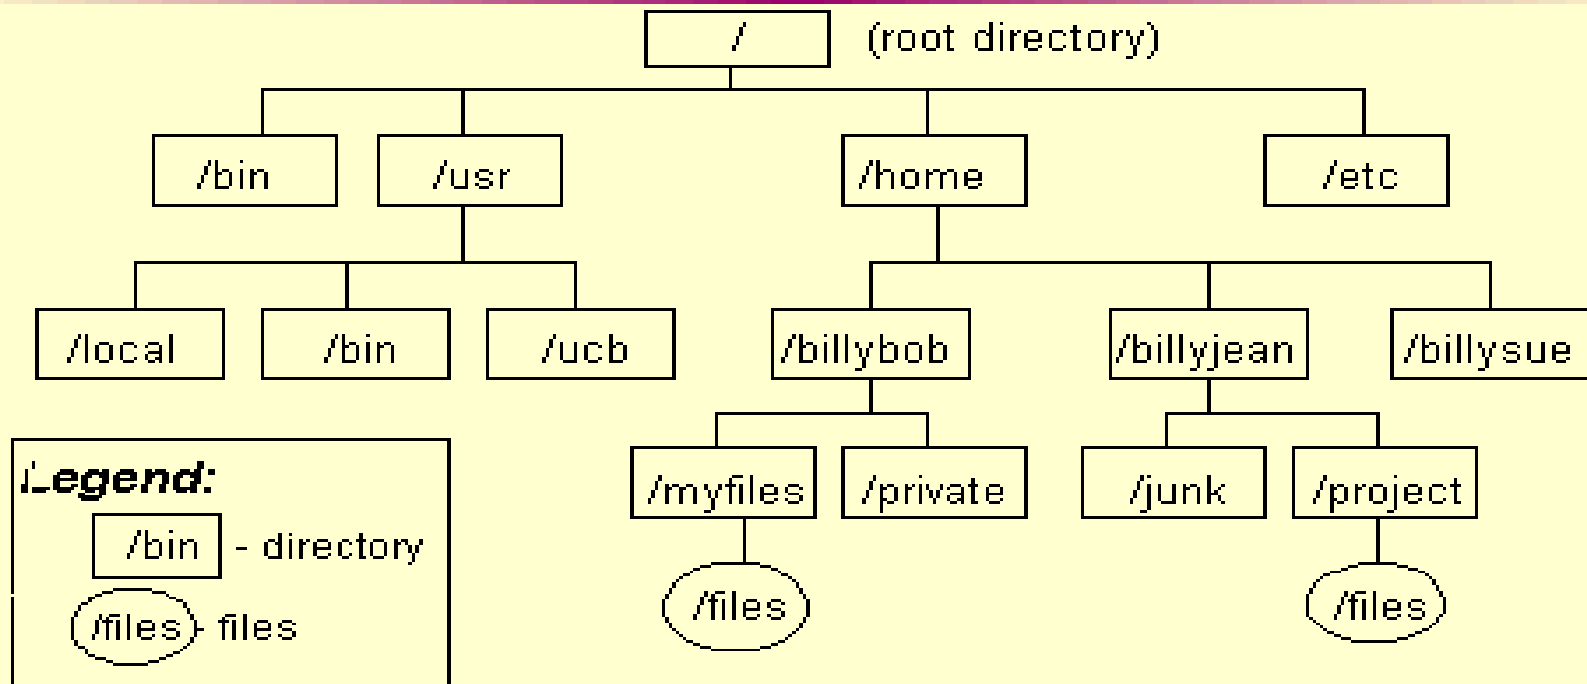 / (root directory)
/bin
/usr
/home
/etc
/local
/bin
/ucb
/billybob
/billyjean
/billysue
/myfiles
/private
/junk
/project
/files
/files
Legend:
/bin - directory
/files - files